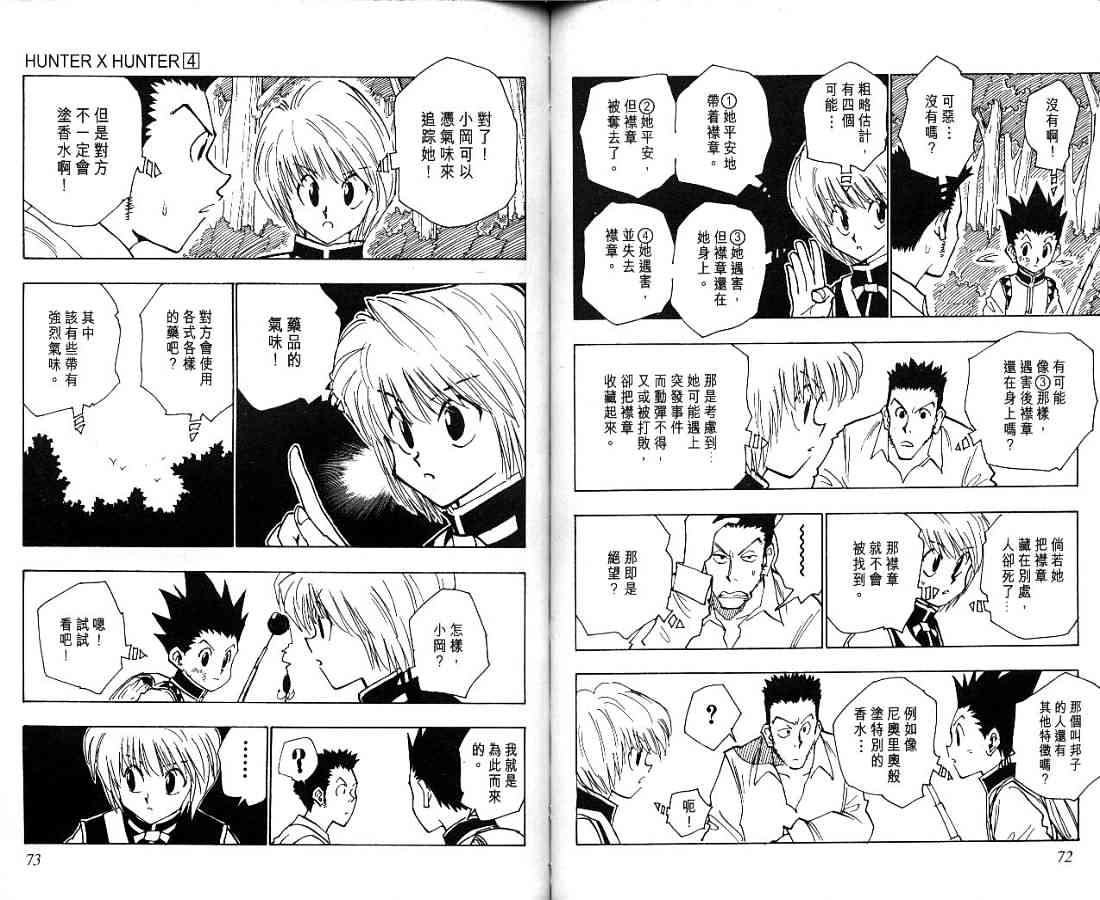 HUNTER X HUNTER 4
沒有啊！
可惡…
沒有嗎？
粗略估計，
有四個
可能…
①她平安地
帶着襟章。
②她平安，
但襟章
被奪去了。
③她遇害，
但襟章還在
她身上。
④她遇害，
並失去
襟章。
有可能
像③那樣，
遇害後襟章
還在身上嗎？
那是考慮到…
她可能遇上
突發事件
而動彈不得，
又或被打敗，
卻把襟章
收藏起來。
倘若她
把襟章
藏在別處，
人卻死了…
那襟章
就不會
被找到。
那即是
絕望？
那個叫邦子
的人還有
其他特徵嗎？
例如像
尼奧里奧般
塗特別的
香水…
？
呃！
72
對了！
小岡可以
憑氣味來
追踪她！
但是對方
不一定會
塗香水啊！
藥品的
氣味！
對方會使用
各式各樣
的藥吧？
其中
該有些帶有
強烈氣味。
怎樣，
小岡？
嗯！
試試
看吧！
我就是
為此而來
的。
？
……
73